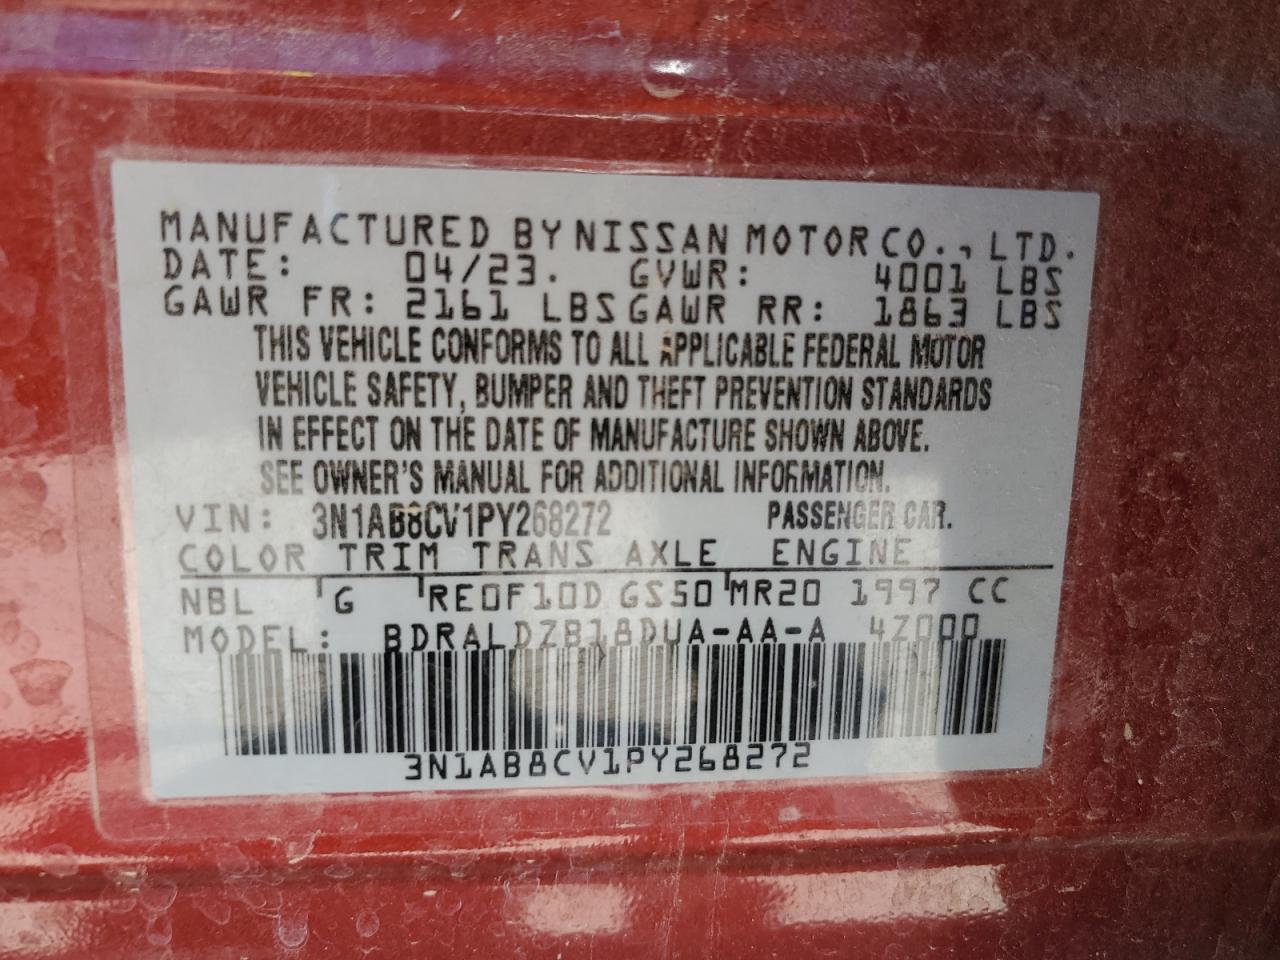 MANUFACTURED BY NISSAN MOTOR CO., LTD.
DATE: 04/23. GVWR: 4001 LBS
GAWR FR: 2161 LBS GAWR RR: 1863 LBS
THIS VEHICLE CONFORMS TO ALL APPLICABLE FEDERAL MOTOR
VEHICLE SAFETY, BUMPER AND THEFT PREVENTION STANDARDS
IN EFFECT ON THE DATE OF MANUFACTURE SHOWN ABOVE.
SEE OWNER'S MANUAL FOR ADDITIONAL INFORMATION.
VIN: 3N1AB8CV1PY268272 PASSENGER CAR.
COLOR TRIM TRANS AXLE ENGINE
NBL G RE0F10D GS50 MR20 1997 CC
MODEL: BDRALDZB18DUA-AA-A 4Z000
3N1AB8CV1PY268272